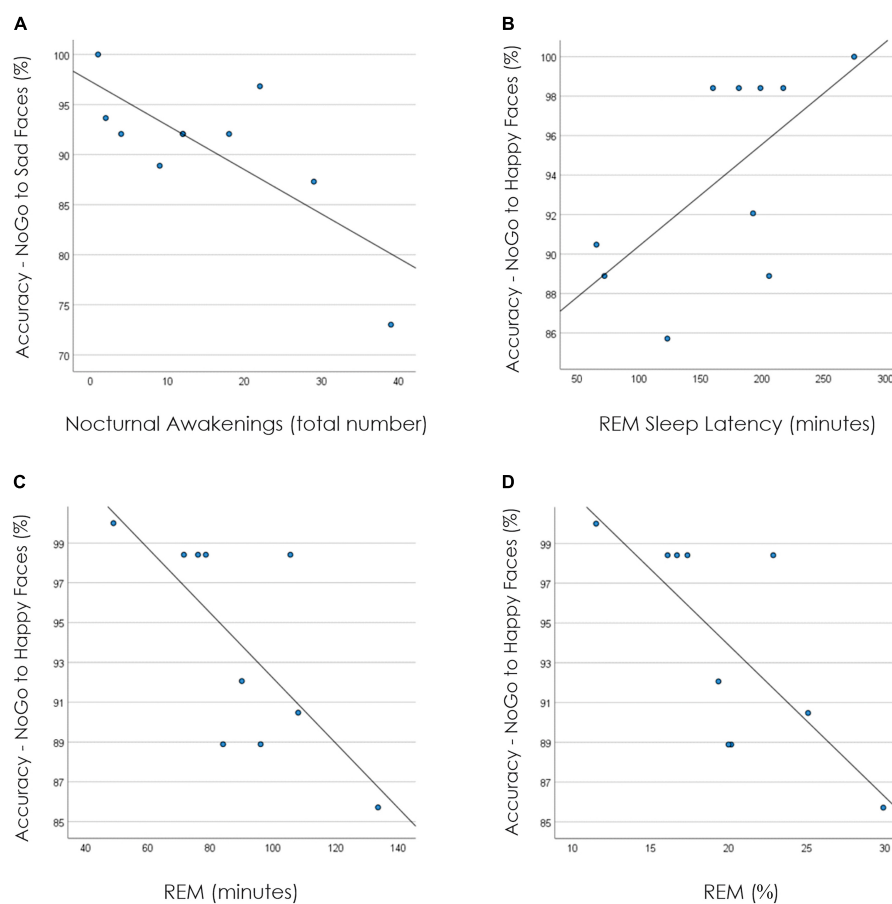 A
Accuracy - NoGo to Sad Faces (%)
100
95
90
85
80
75
70
0 10 20 30 40
Nocturnal Awakenings (total number)
B
Accuracy - NoGo to Happy Faces (%)
100
98
96
94
92
90
88
86
50 100 150 200 250 300
REM Sleep Latency (minutes)
C
Accuracy - NoGo to Happy Faces (%)
99
97
95
93
91
89
87
85
40 60 80 100 120 140
REM (minutes)
D
Accuracy - NoGo to Happy Faces (%)
99
97
95
93
91
89
87
85
10 15 20 25 30
REM (%)